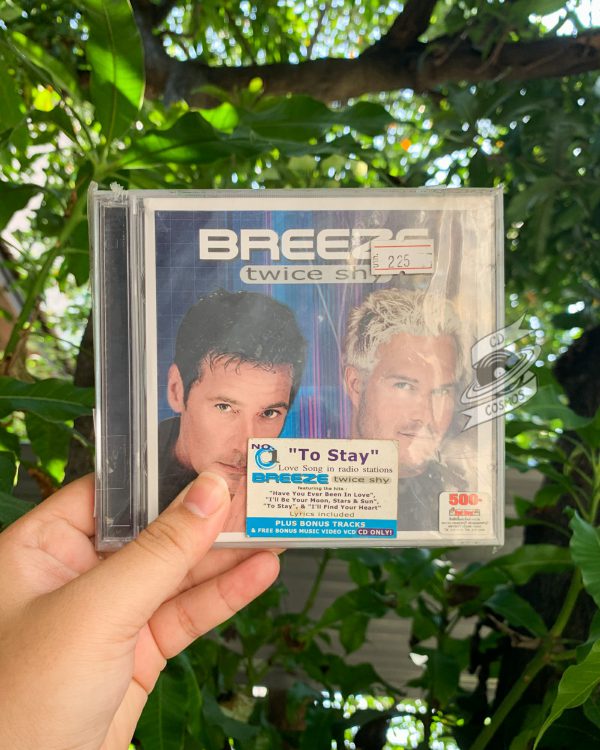 BREEZE
twice shy
225
CD
COSMOS
NO.1
"To Stay"
Love Song in radio stations
BREEZE twice shy
featuring the hits -
"Have You Ever Been In Love",
"I'll Be Your Moon, Stars & Sun",
"To Stay", & "I'll Find Your Heart"
Lyrics included
PLUS BONUS TRACKS
& FREE BONUS MUSIC VIDEO VCD CD ONLY!
500.-